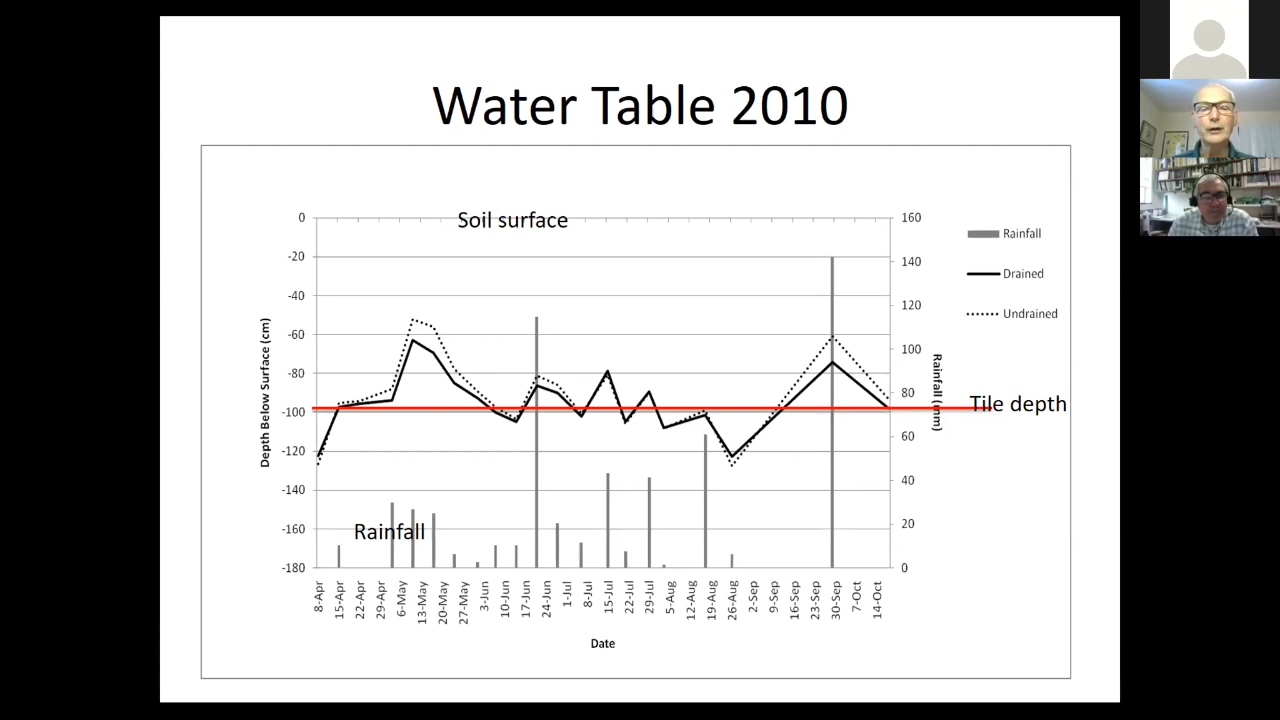 Water Table 2010
Soil surface
0
-20
-40
-60
-80
-100
-120
-140
-160
-180
Depth Below Surface (cm)
160
140
120
100
80
60
40
20
0
Rainfall (mm)
Rainfall
Drained
Undrained
Tile depth
Rainfall
8-Apr
15-Apr
22-Apr
29-Apr
6-May
13-May
20-May
27-May
3-Jun
10-Jun
17-Jun
24-Jun
1-Jul
8-Jul
15-Jul
22-Jul
29-Jul
5-Aug
12-Aug
19-Aug
26-Aug
2-Sep
9-Sep
16-Sep
23-Sep
30-Sep
7-Oct
14-Oct
Date